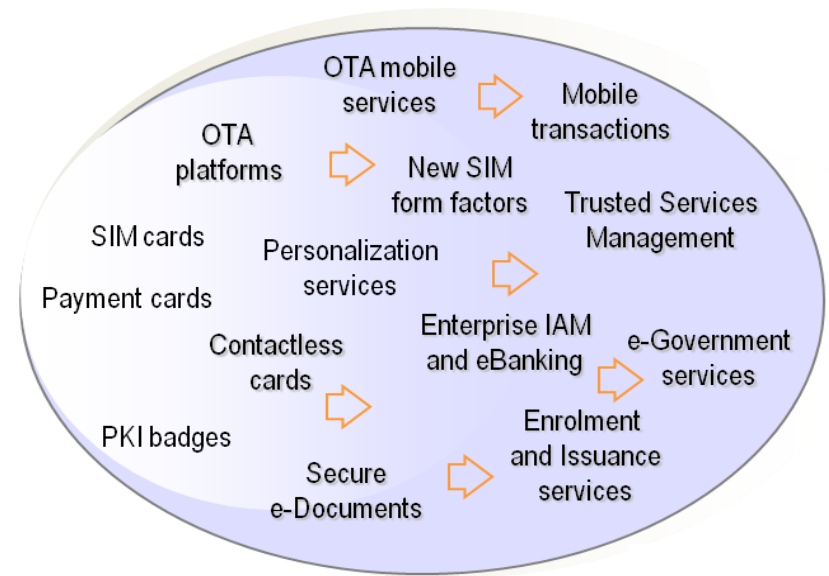 OTA mobile
services
Mobile
transactions
OTA
platforms
New SIM
form factors
Trusted Services
Management
SIM cards
Personalization
services
Payment cards
Enterprise IAM
and eBanking
e-Government
services
Contactless
cards
PKI badges
Enrolment
and Issuance
services
Secure
e-Documents